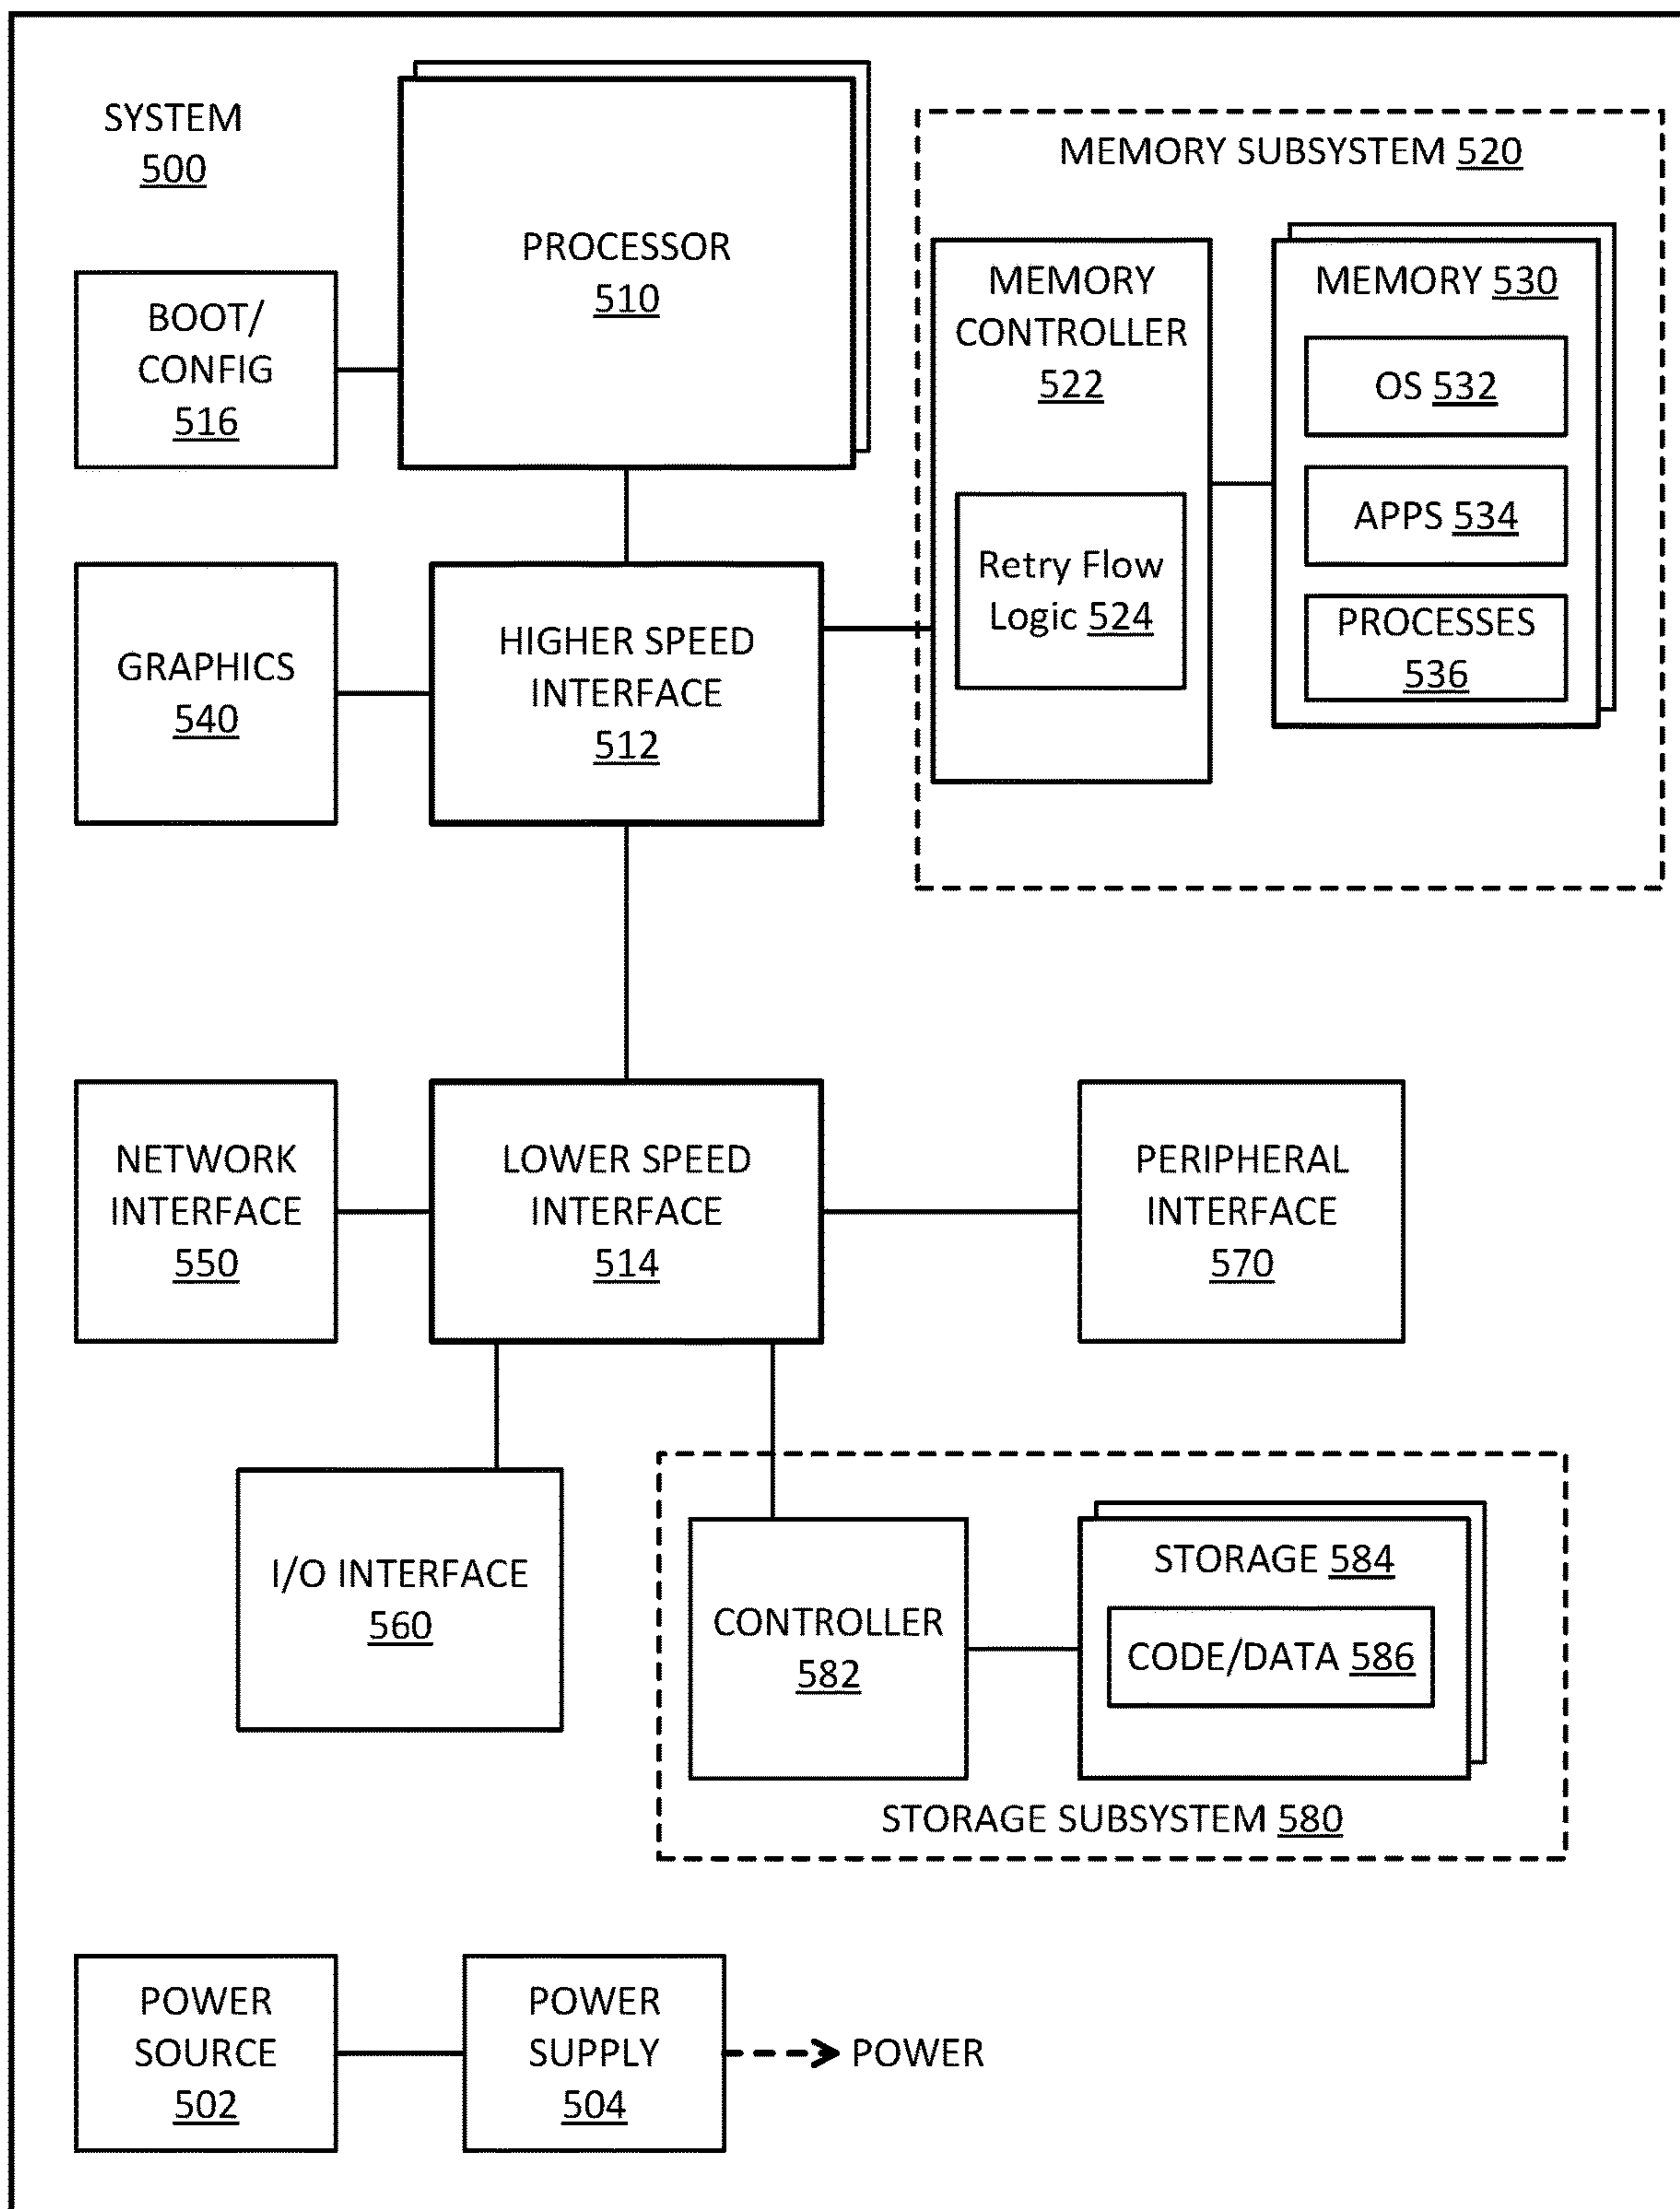 SYSTEM
500
PROCESSOR
510
BOOT/
CONFIG
516
MEMORY SUBSYSTEM 520
MEMORY
CONTROLLER
522
Retry Flow
Logic 524
MEMORY 530
OS 532
APPS 534
PROCESSES
536
GRAPHICS
540
HIGHER SPEED
INTERFACE
512
NETWORK
INTERFACE
550
LOWER SPEED
INTERFACE
514
PERIPHERAL
INTERFACE
570
I/O INTERFACE
560
CONTROLLER
582
STORAGE 584
CODE/DATA 586
STORAGE SUBSYSTEM 580
POWER
SOURCE
502
POWER
SUPPLY
504
POWER